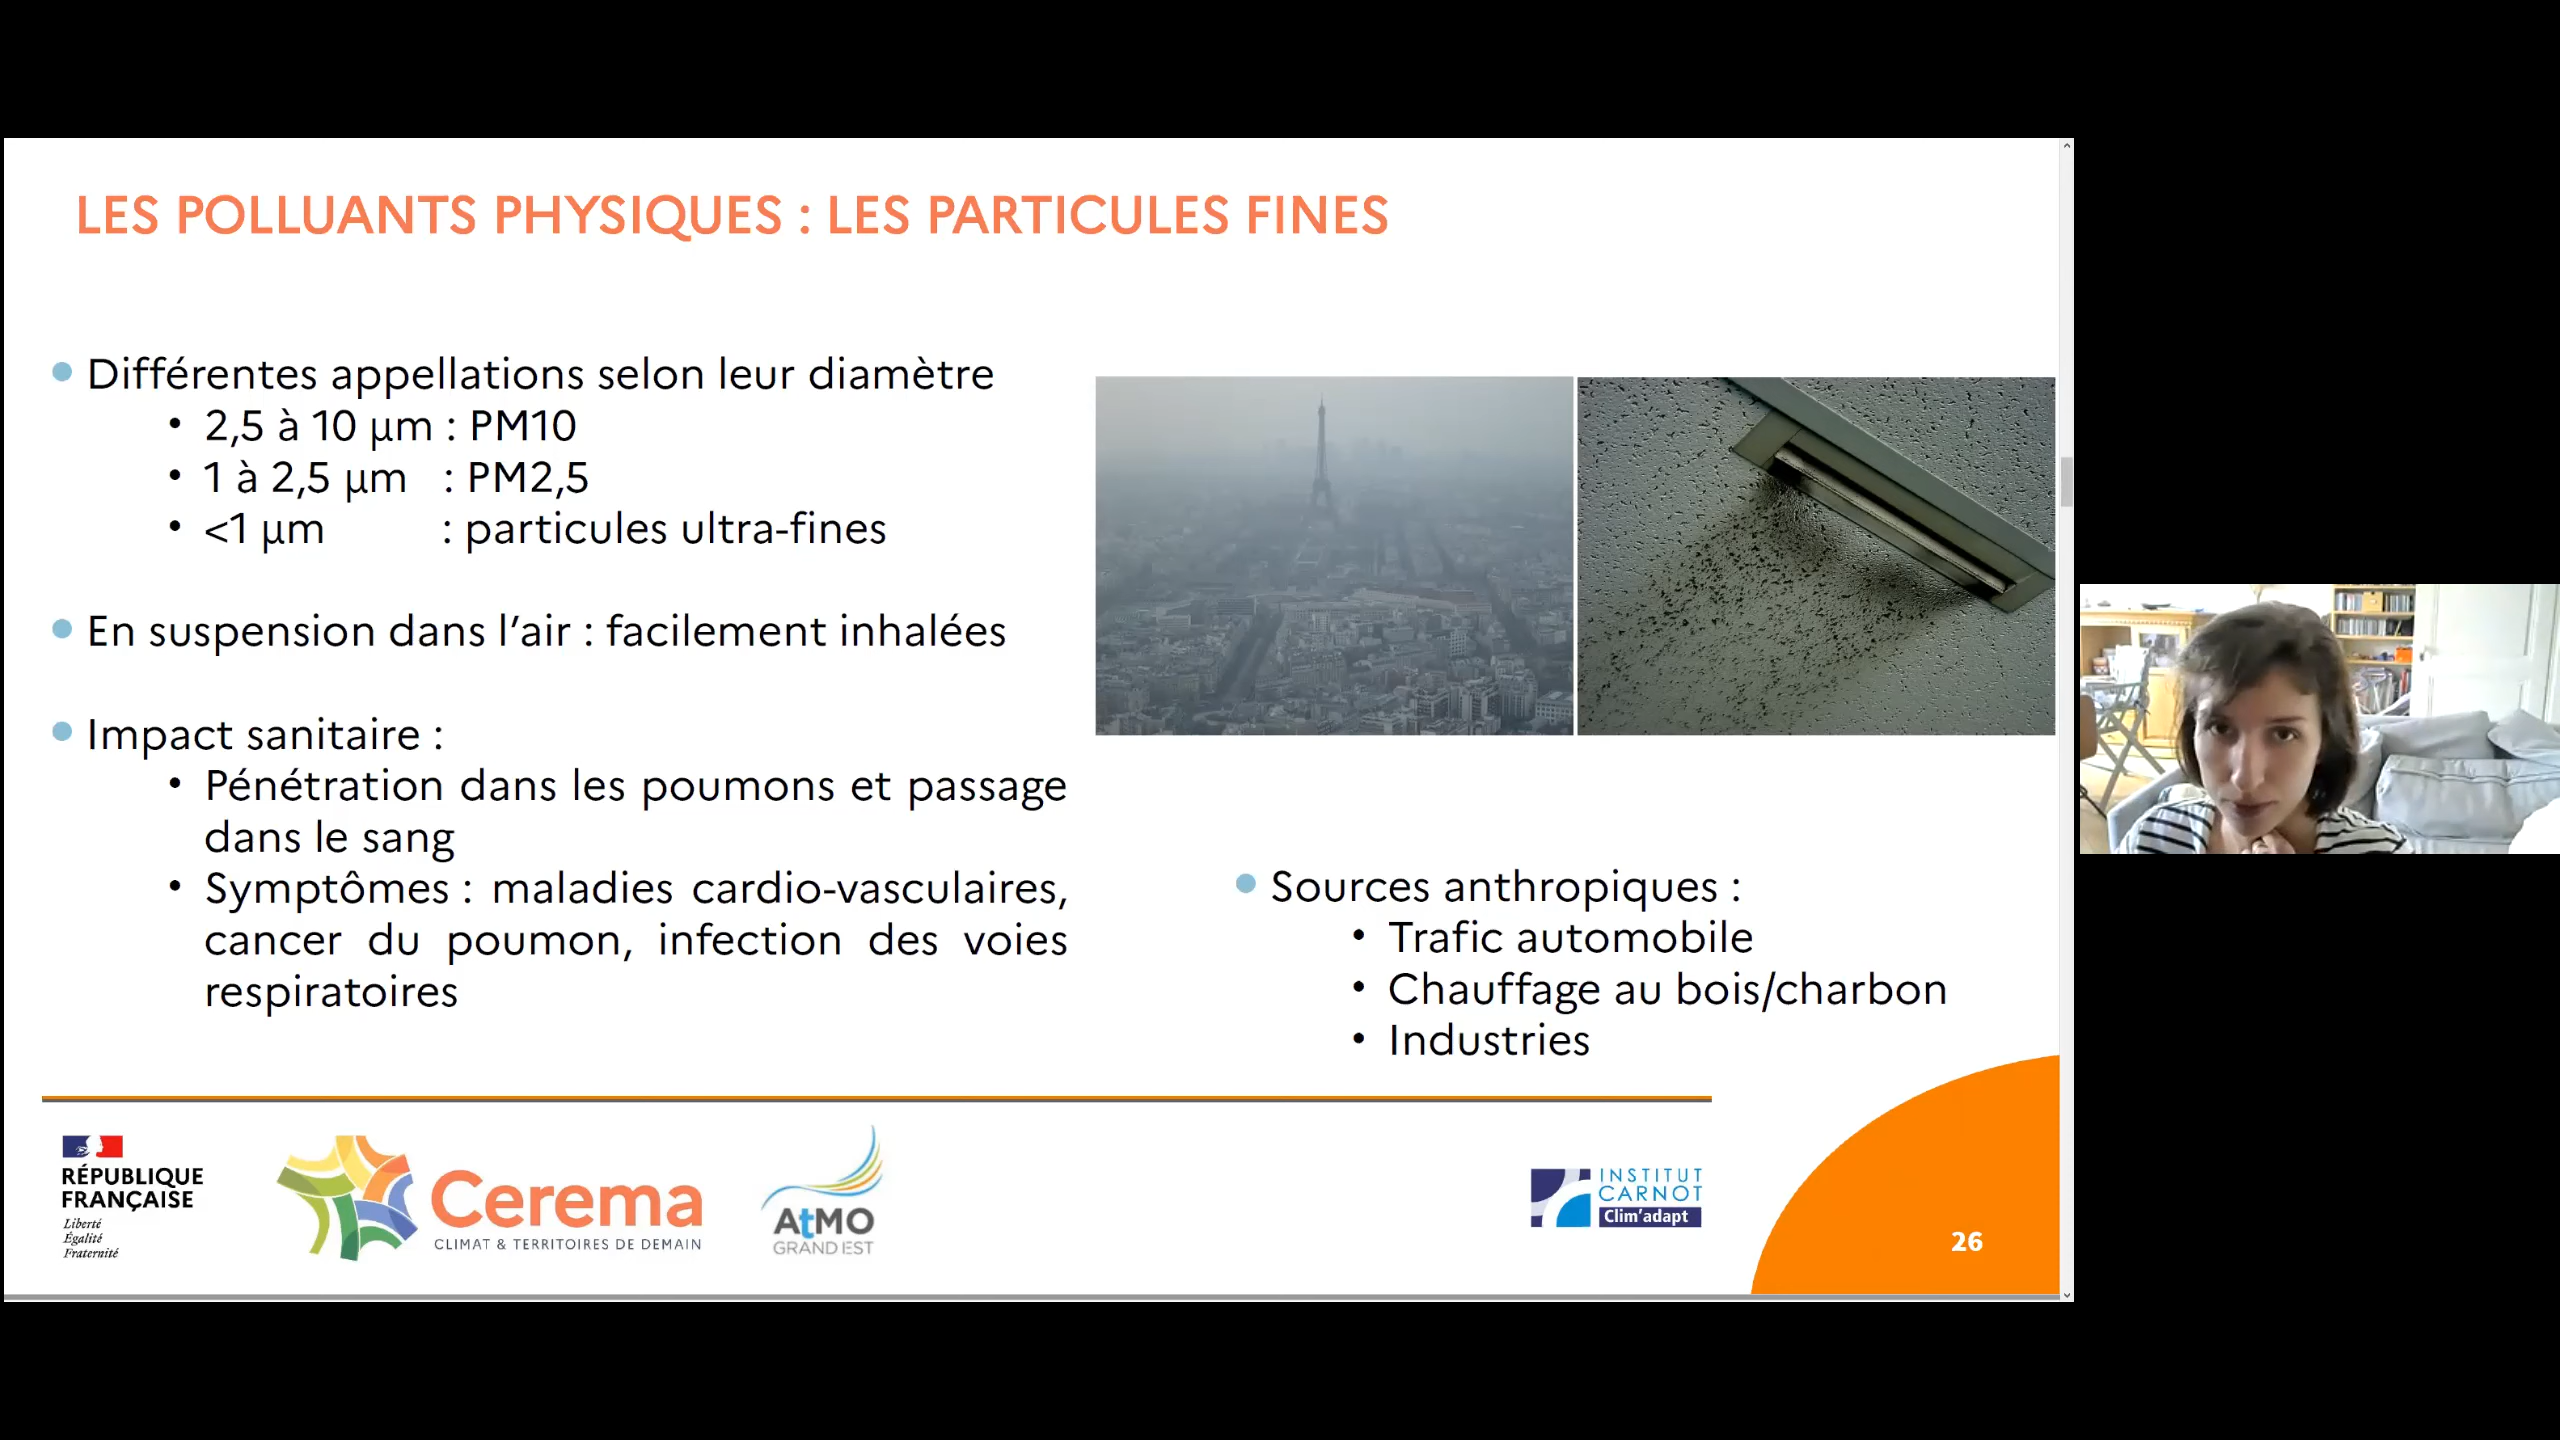 LES POLLUANTS PHYSIQUES : LES PARTICULES FINES
Différentes appellations selon leur diamètre
• 2,5 à 10 µm : PM10
• 1 à 2,5 µm : PM2,5
• <1 µm : particules ultra-fines
En suspension dans l’air : facilement inhalées
Impact sanitaire :
• Pénétration dans les poumons et passage
dans le sang
• Symptômes : maladies cardio-vasculaires,
cancer du poumon, infection des voies
respiratoires
Sources anthropiques :
• Trafic automobile
• Chauffage au bois/charbon
• Industries
RÉPUBLIQUE
FRANÇAISE
Liberté
Égalité
Fraternité
Cerema
CLIMAT & TERRITOIRES DE DEMAIN
AtMO
GRAND EST
INSTITUT
CARNOT
Clim’adapt
26